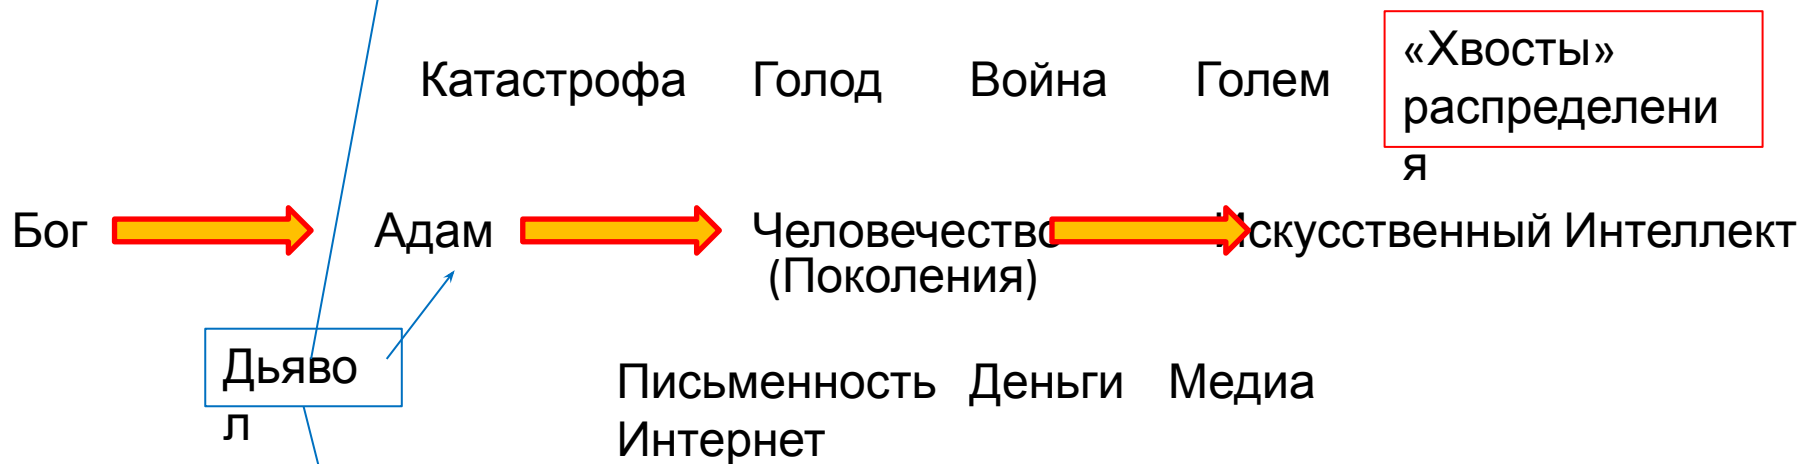 Катастрофа Голод Война Голем
«Хвосты»
распределени
я
Бог Адам Человечество Искусственный Интеллект
(Поколения)
Дьяво
л
Письменность Деньги Медиа
Интернет